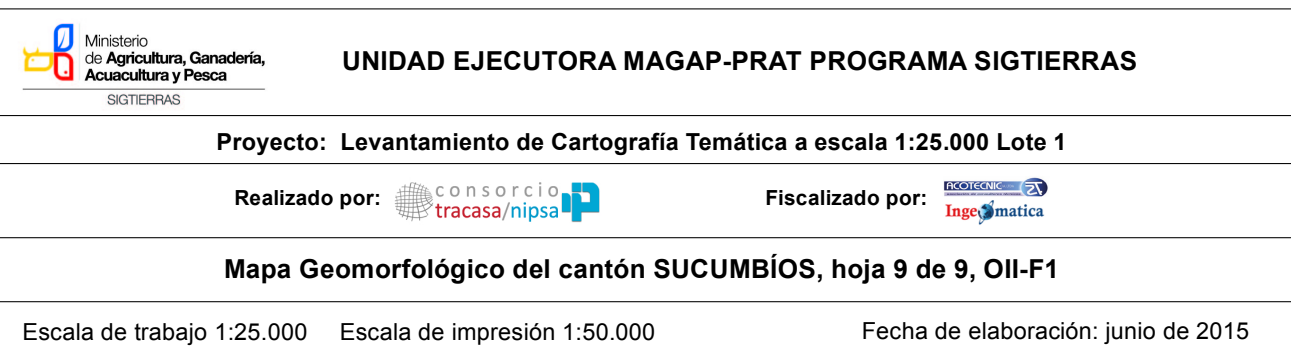 Ministerio
de Agricultura, Ganadería,
Acuacultura y Pesca
SIGTIERRAS
UNIDAD EJECUTORA MAGAP-PRAT PROGRAMA SIGTIERRAS
Proyecto: Levantamiento de Cartografía Temática a escala 1:25.000 Lote 1
Realizado por: consorcio
tracasa/nipsa
Fiscalizado por: ACOTECNIC
Ingeomatica
Mapa Geomorfológico del cantón SUCUMBÍOS, hoja 9 de 9, OII-F1
Escala de trabajo 1:25.000 Escala de impresión 1:50.000 Fecha de elaboración: junio de 2015